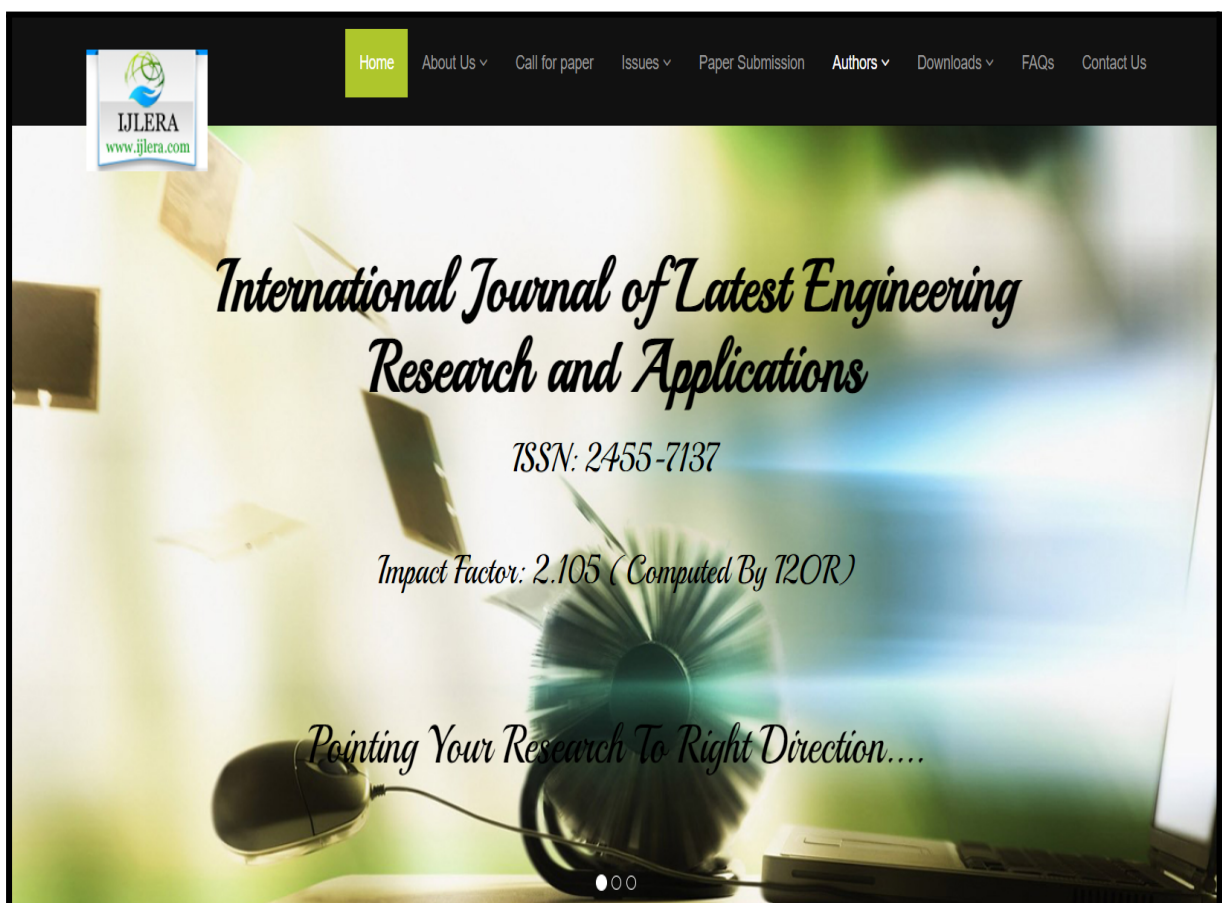 Home About Us Call for paper Issues Paper Submission Authors Downloads FAQs Contact Us
IJLERA
www.ijlera.com
International Journal of Latest Engineering
Research and Applications
ISSN: 2455-7137
Impact Factor: 2.105 (Computed By I2OR)
Pointing Your Research To Right Direction....